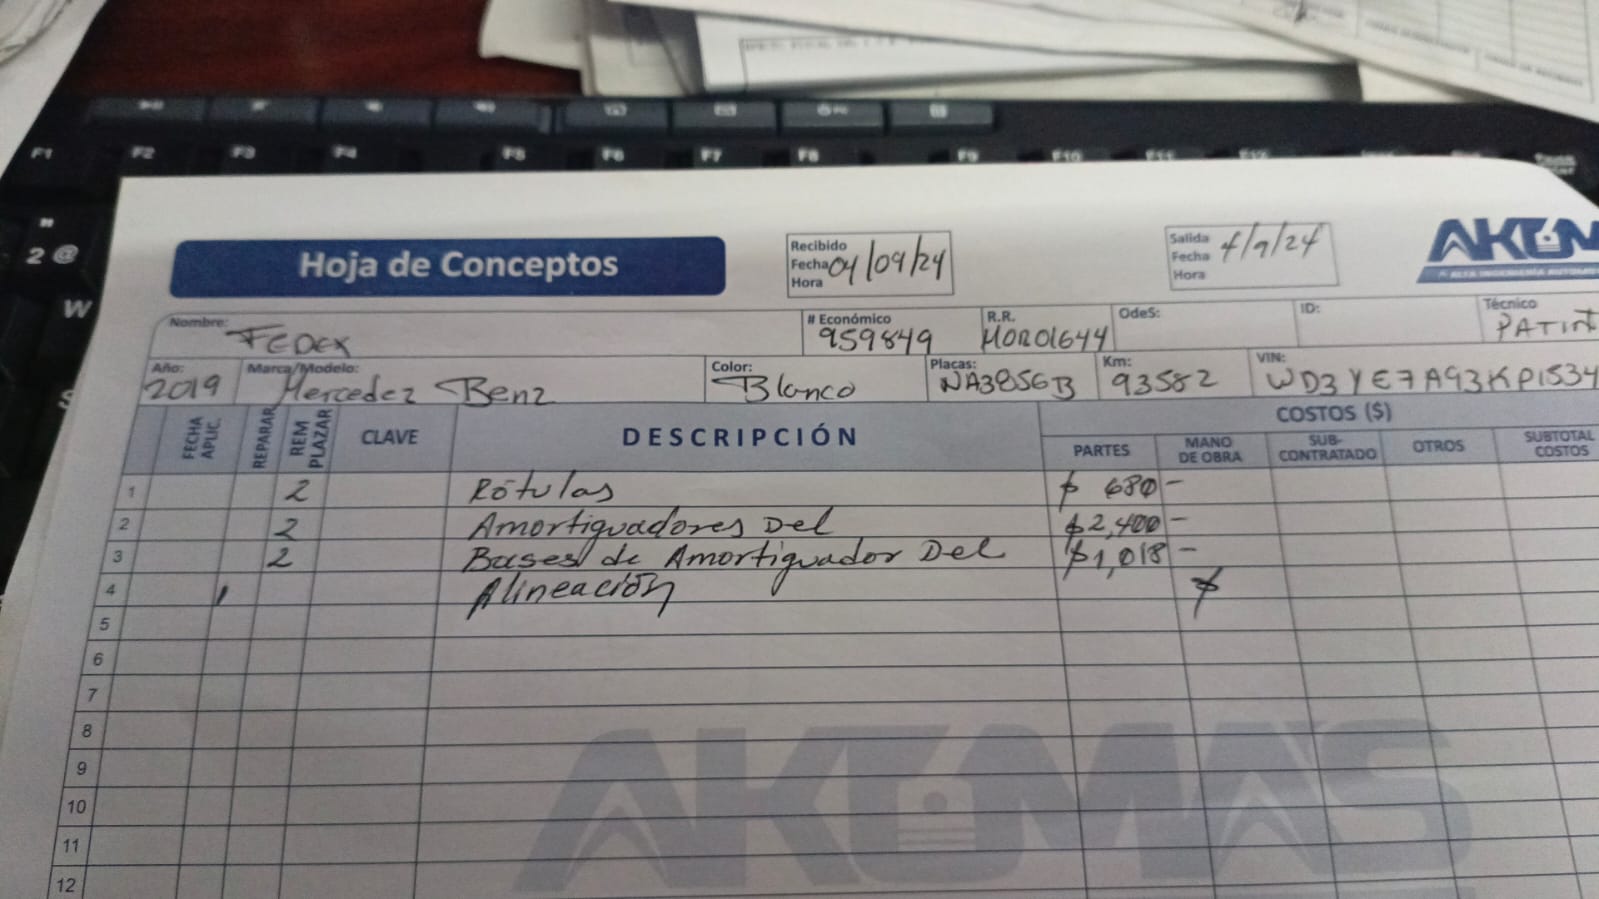 F1 F2 F3 F4 F5 F6 F7 F8 F9 F10 F11 F12
" 2 @
W
S
Hoja de Conceptos
Recibido
Fecha 04/09/24
Hora
Salida
Fecha 4/9/24
Hora
AKTMA
Nombre: FEDEX
# Económico 959849
R.R. MOR01644
OdeS:
ID:
Técnico
Año: 2019
Marca/Modelo: Mercedez Benz
Color: Blanco
Placas: NA3856B
Km: 93582
VIN: WD3YE7A93KP1534
FECHA APLIC. REPARAR REM PLAZAR CLAVE DESCRIPCIÓN COSTOS ($)
PARTES MANO DE OBRA SUB-CONTRATADO OTROS SUBTOTAL COSTOS
1 2 Rótulas $ 680-
2 2 Amortiguadores Del $2,400-
3 2 Bases de Amortiguador Del $1,018-
4 Alineación $
5
6
7
8
9
10
11
12
AKTMAS